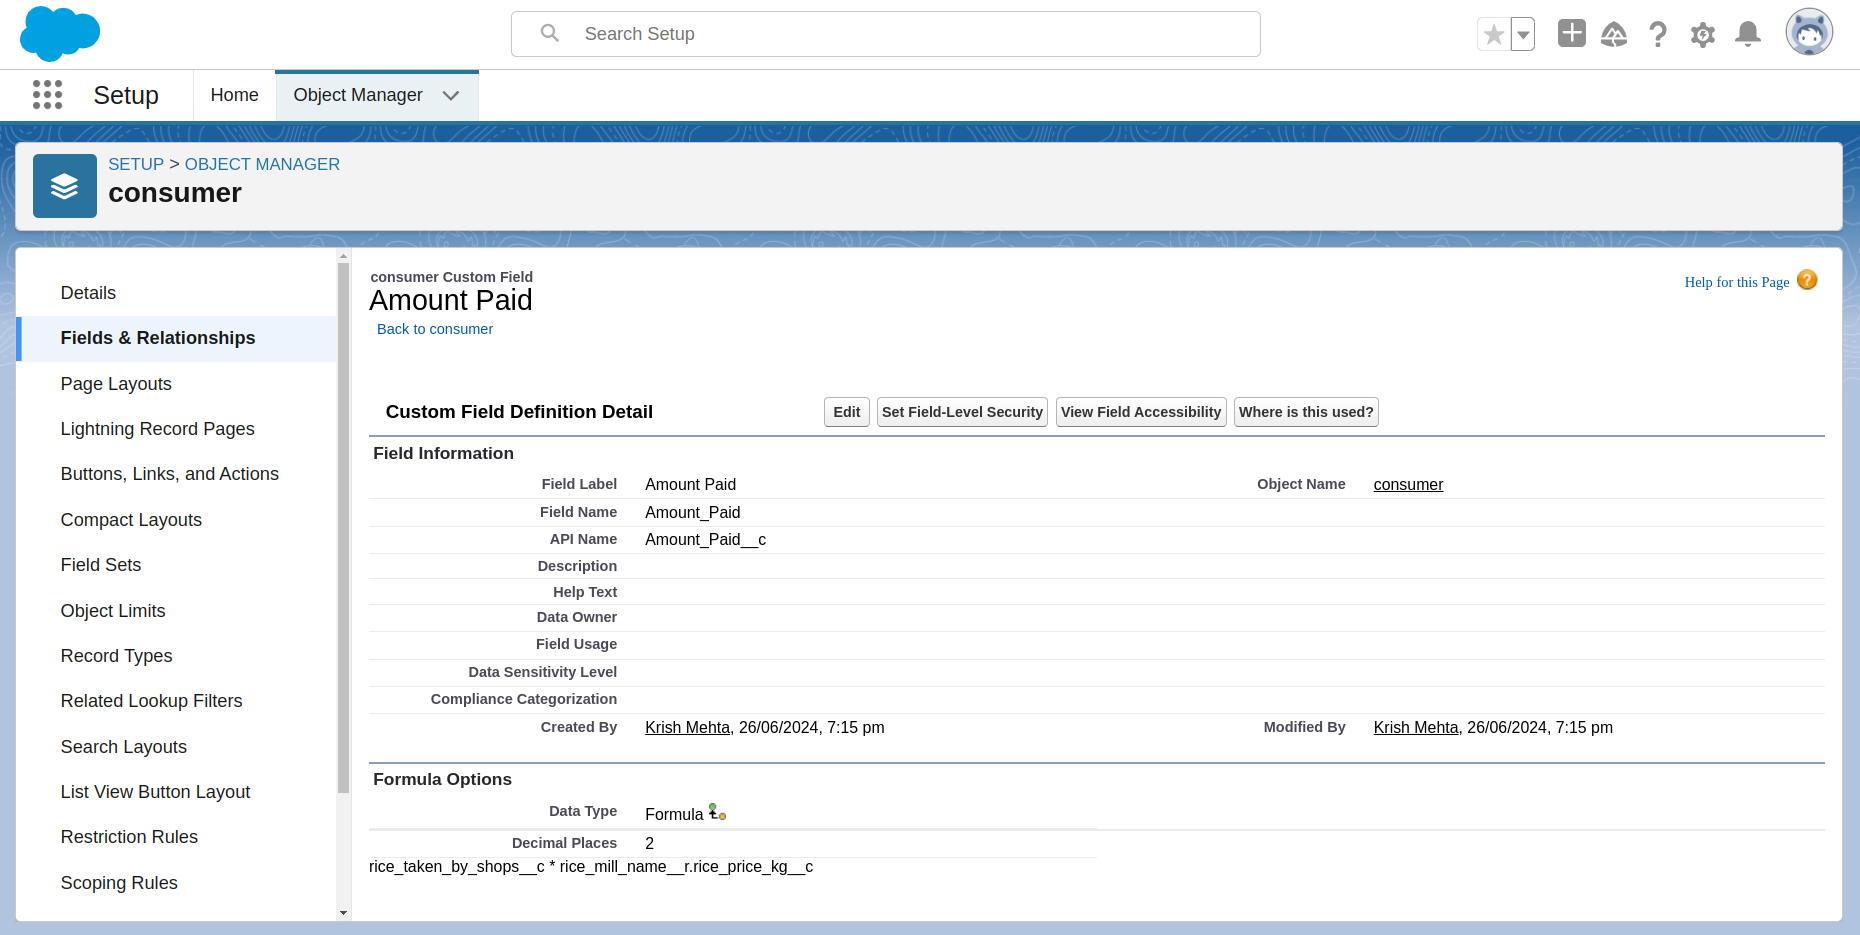 Search Setup
Setup
Home
Object Manager
SETUP > OBJECT MANAGER
consumer
Details
Fields & Relationships
Page Layouts
Lightning Record Pages
Buttons, Links, and Actions
Compact Layouts
Field Sets
Object Limits
Record Types
Related Lookup Filters
Search Layouts
List View Button Layout
Restriction Rules
Scoping Rules
consumer Custom Field
Amount Paid
Back to consumer
Help for this Page ?
Custom Field Definition Detail
Edit
Set Field-Level Security
View Field Accessibility
Where is this used?
Field Information
Field Label Amount Paid Object Name consumer
Field Name Amount_Paid
API Name Amount_Paid__c
Description
Help Text
Data Owner
Field Usage
Data Sensitivity Level
Compliance Categorization
Created By Krish Mehta, 26/06/2024, 7:15 pm Modified By Krish Mehta, 26/06/2024, 7:15 pm
Formula Options
Data Type Formula
Decimal Places 2
rice_taken_by_shops__c * rice_mill_name__r.rice_price_kg__c